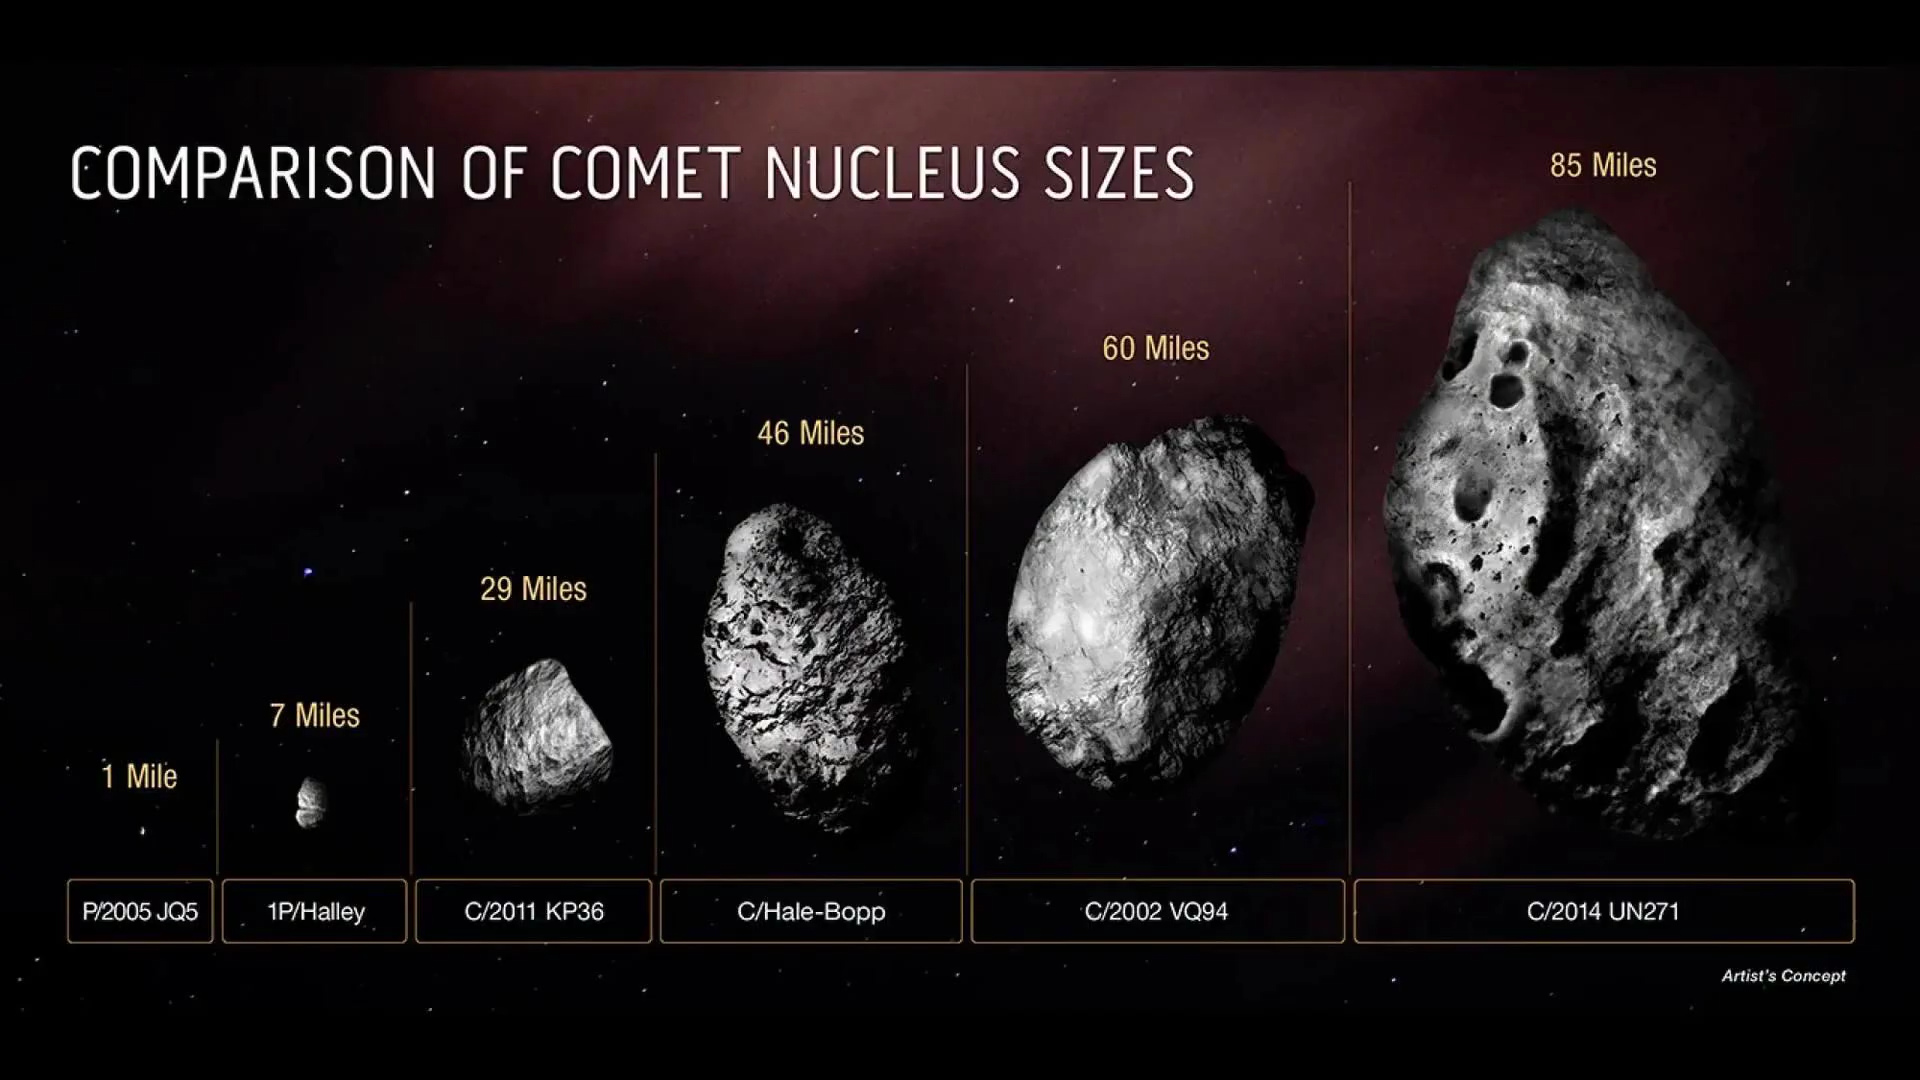 COMPARISON OF COMET NUCLEUS SIZES
1 Mile
7 Miles
29 Miles
46 Miles
60 Miles
85 Miles
P/2005 JQ5
1P/Halley
C/2011 KP36
C/Hale-Bopp
C/2002 VQ94
C/2014 UN271
Artist's Concept